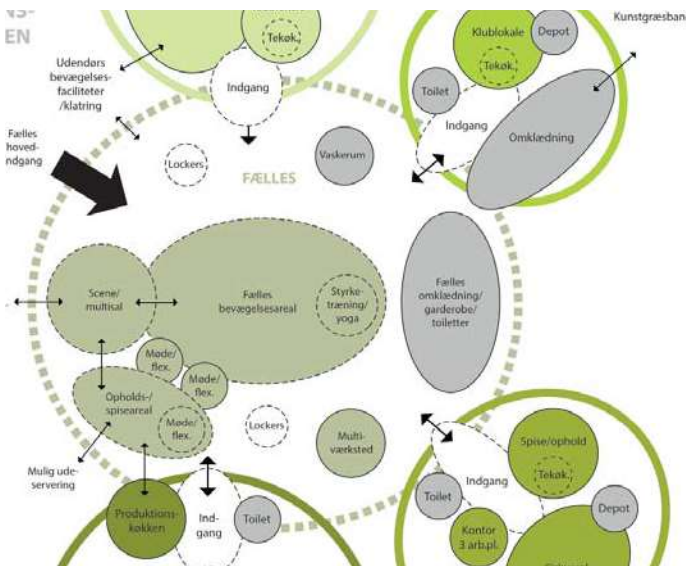 NS-
EN
Tekøk.
Klublokale
Depot
Kunstgræsban
Udendørs
bevægelses-
faciliteter
/klatring
Indgang
Tekøk.
Toilet
Indgang
Omklædning
Fælles
hoved-
ndgang
Lockers
Vaskerum
FÆLLES
Scene/
multisal
Fælles
bevægelsesareal
Styrke-
træning/
yoga
Fælles
omklædning/
garderobe/
toiletter
Møde/
flex.
Møde/
flex.
Opholds-/
spiseareal
Møde/
flex.
Lockers
Multi-
værksted
Mulig ude-
servering
Spise/ophold
Tekøk.
Indgang
Toilet
Depot
Kontor
3 arb.pl.
Produktions-
køkken
Ind-
gang
Toilet